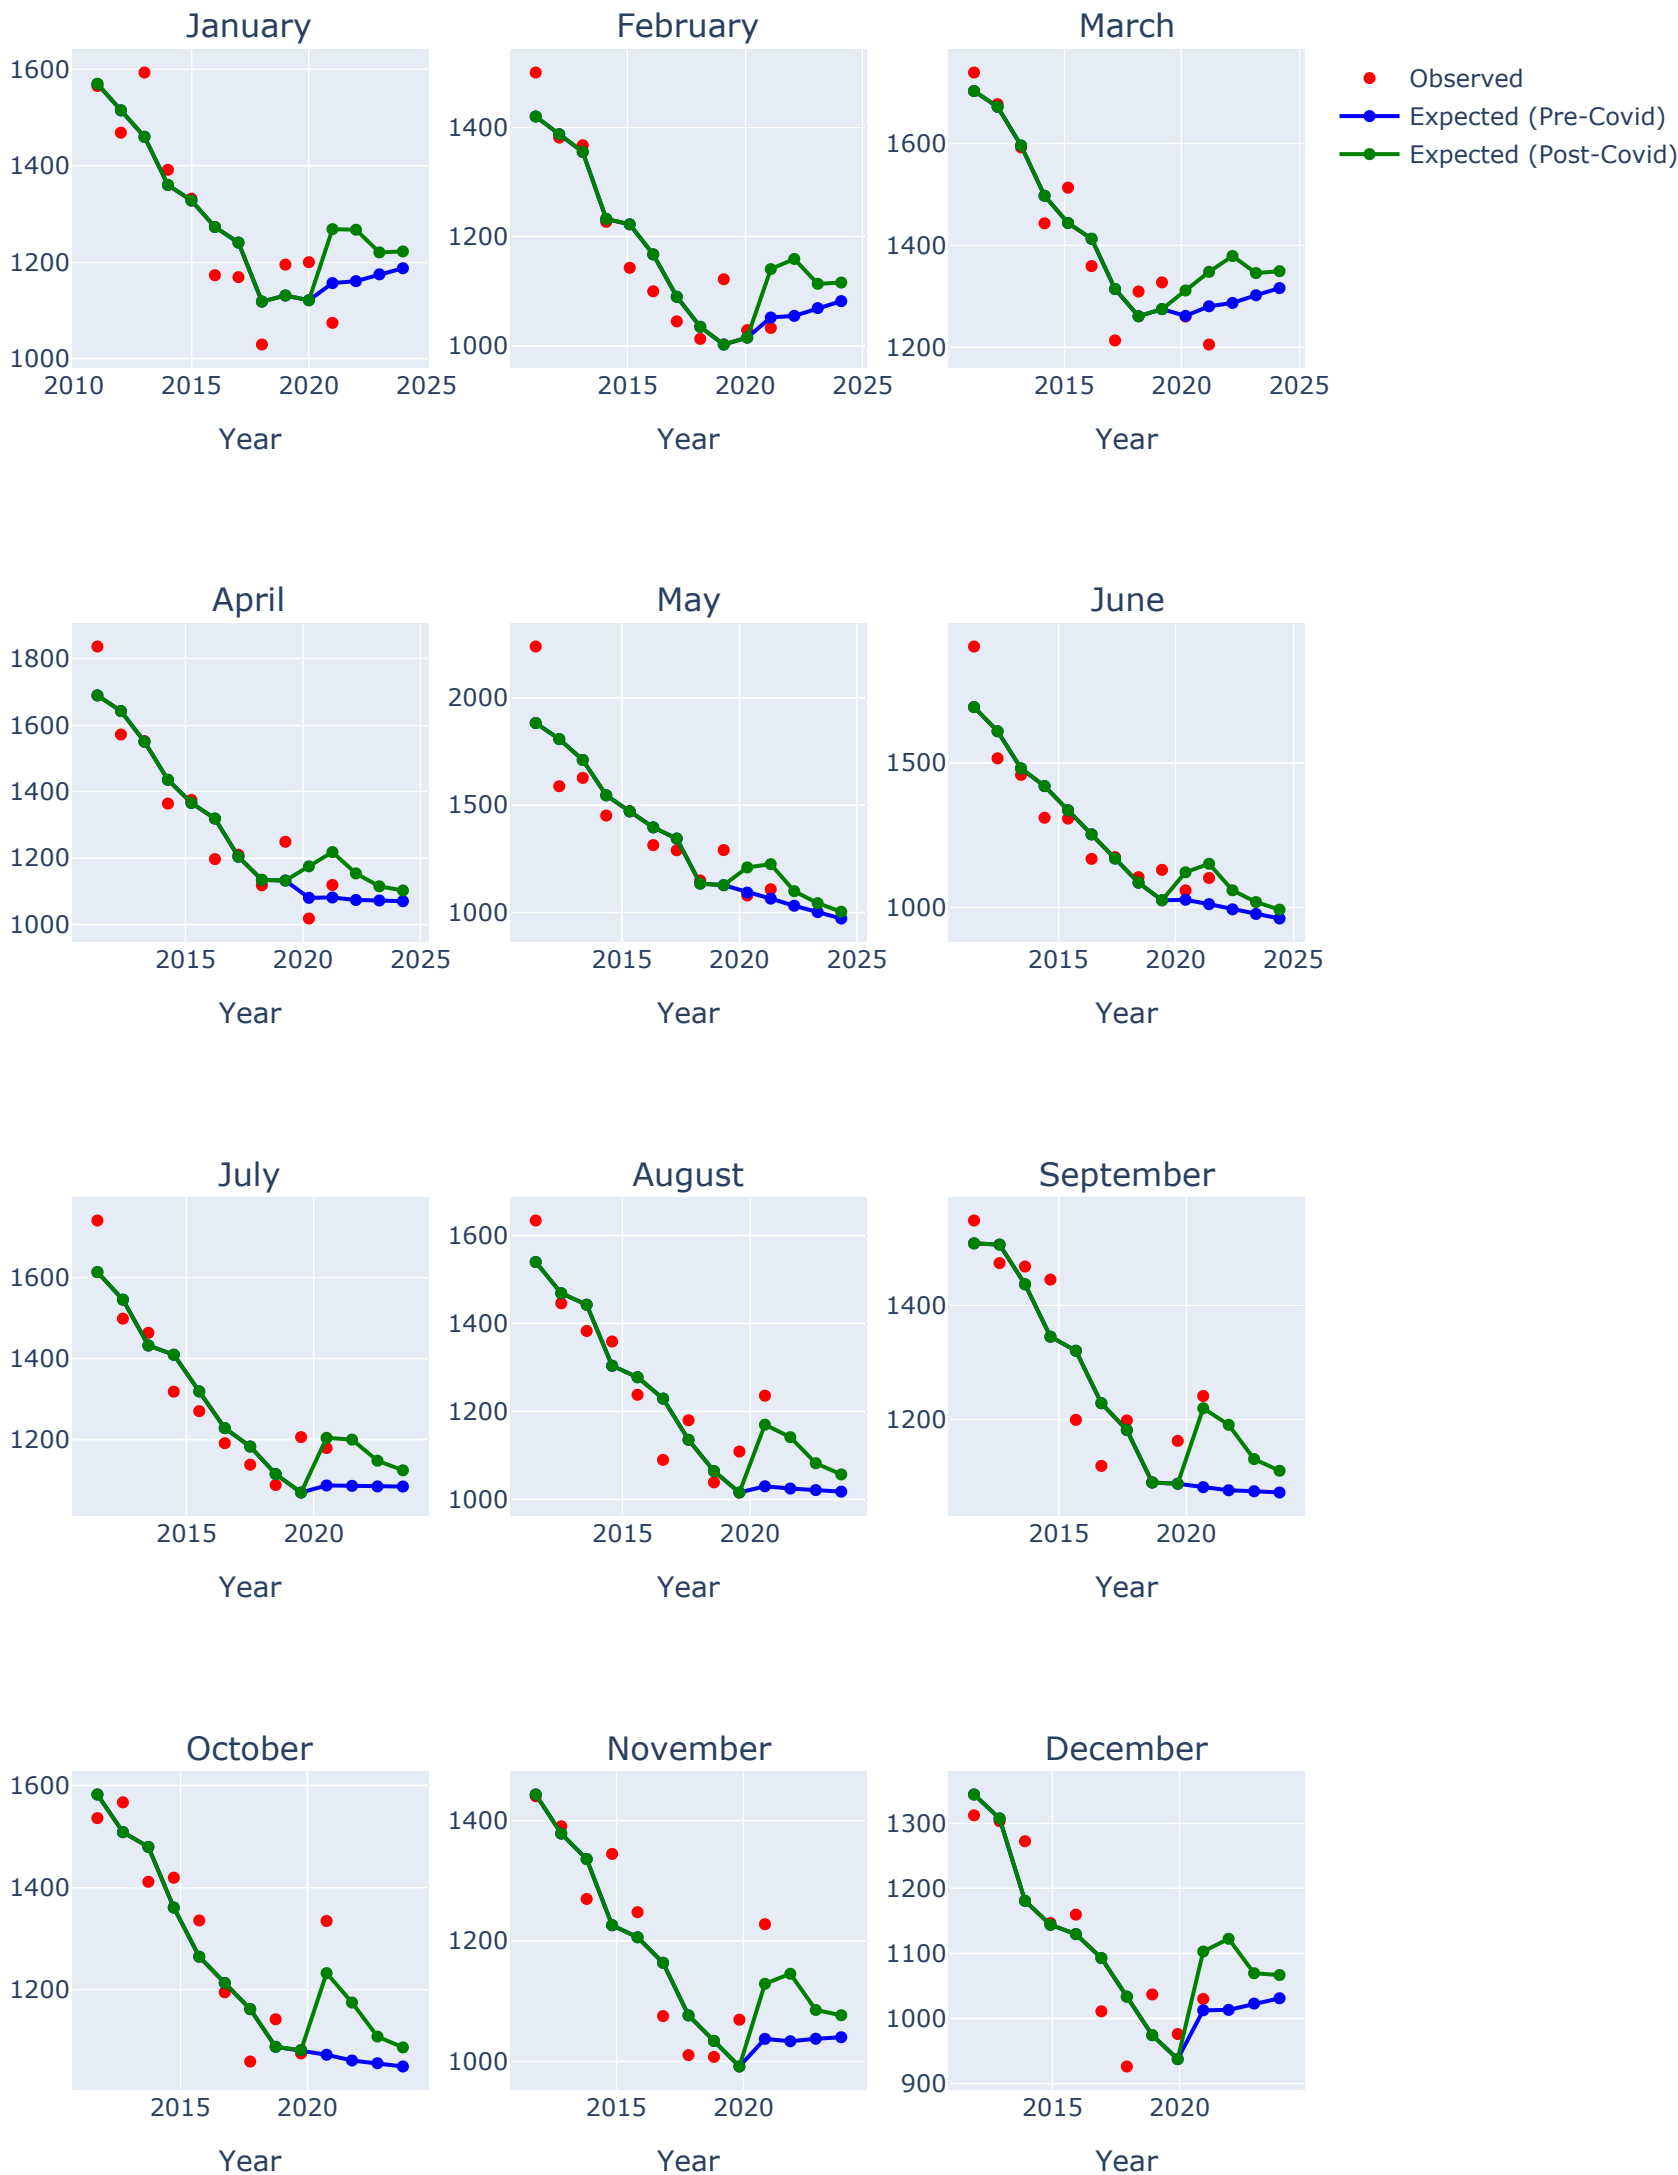 January February March
1600
1400
1200
1000
2010 2015 2020 2025
Year
1400
1200
1000
2015 2020 2025
Year
1600
1400
1200
2015 2020 2025
Year
Observed
Expected (Pre-Covid)
Expected (Post-Covid)
April May June
1800
1600
1400
1200
1000
2015 2020 2025
Year
2000
1500
1000
2015 2020 2025
Year
1500
1000
2015 2020 2025
Year
July August September
1600
1400
1200
2015 2020
Year
1600
1400
1200
1000
2015 2020
Year
1400
1200
2015 2020
Year
October November December
1600
1400
1200
2015 2020
Year
1400
1200
1000
2015 2020
Year
1300
1200
1100
1000
900
2015 2020
Year